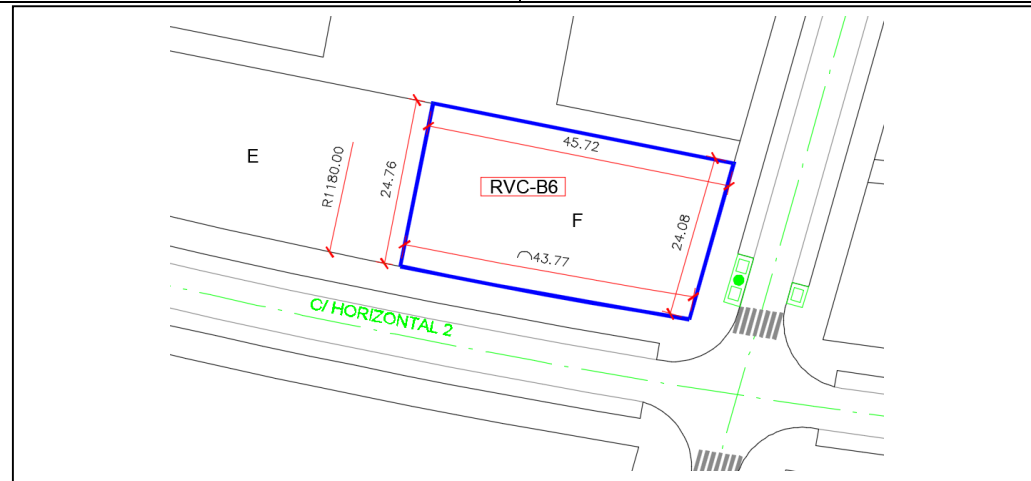 45.72
E
R1180.00
24.76
RVC-B6
F
24.08
43.77
C/ HORIZONTAL 2